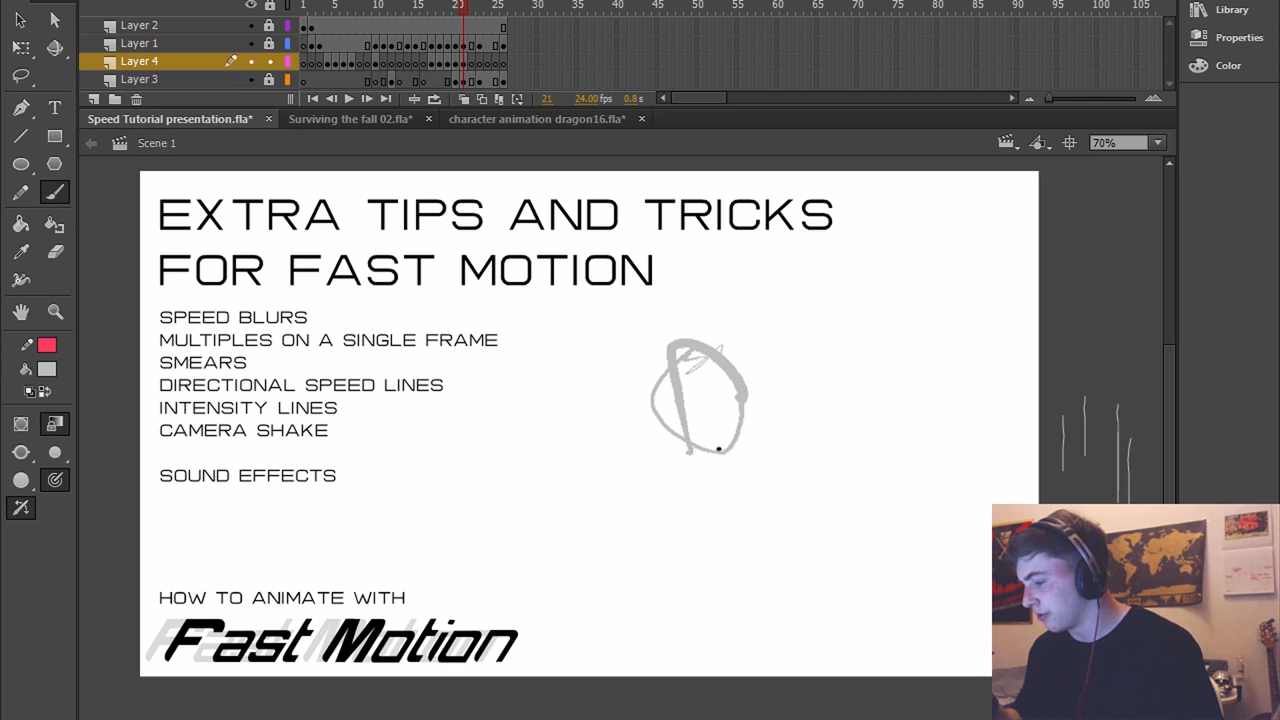 1 5 10 15 20 25 30 35 40 45 50 55 60 65 70 75 80 85 90 95 100 105
Layer 2
Layer 1
Layer 4
Layer 3
21 24.00 fps 0.8 s
Library
Properties
Color
Speed Tutorial presentation.fla* × Surviving the fall 02.fla* × character animation dragon16.fla* ×
Scene 1
70%
EXTRA TIPS AND TRICKS
FOR FAST MOTION
SPEED BLURS
MULTIPLES ON A SINGLE FRAME
SMEARS
DIRECTIONAL SPEED LINES
INTENSITY LINES
CAMERA SHAKE
SOUND EFFECTS
HOW TO ANIMATE WITH
Fast Motion